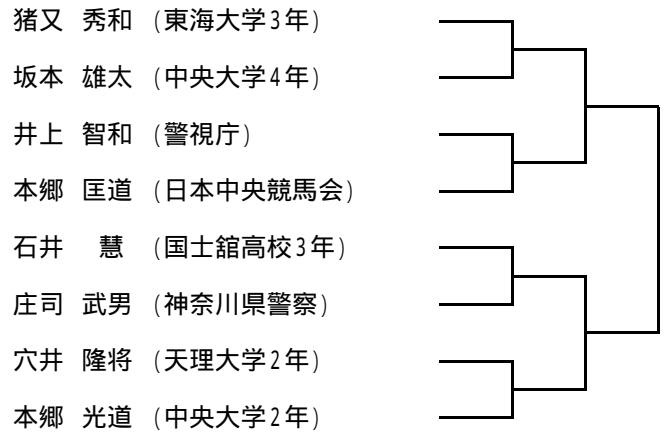 猪又 秀和 (東海大学3年)
坂本 雄太 (中央大学4年)
井上 智和 (警視庁)
本郷 匡道 (日本中央競馬会)
石井 慧 (国士舘高校3年)
庄司 武男 (神奈川県警察)
穴井 隆将 (天理大学2年)
本郷 光道 (中央大学2年)